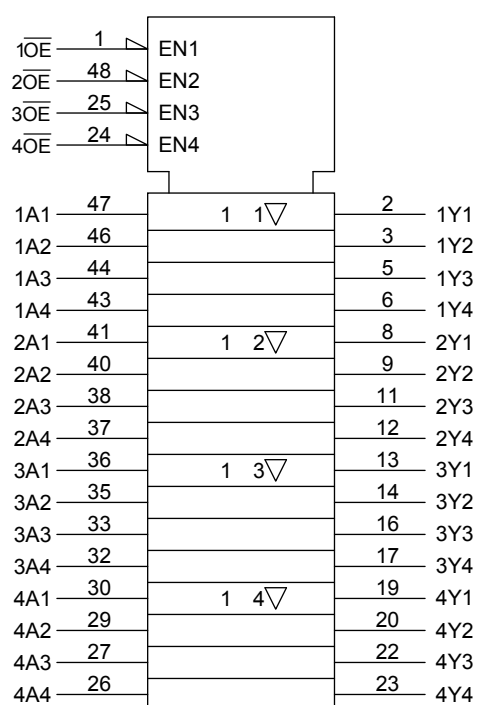 1OE 1 EN1
2OE 48 EN2
3OE 25 EN3
4OE 24 EN4
1A1 47 1 1▽ 2 1Y1
1A2 46 3 1Y2
1A3 44 5 1Y3
1A4 43 6 1Y4
2A1 41 1 2▽ 8 2Y1
2A2 40 9 2Y2
2A3 38 11 2Y3
2A4 37 12 2Y4
3A1 36 1 3▽ 13 3Y1
3A2 35 14 3Y2
3A3 33 16 3Y3
3A4 32 17 3Y4
4A1 30 1 4▽ 19 4Y1
4A2 29 20 4Y2
4A3 27 22 4Y3
4A4 26 23 4Y4